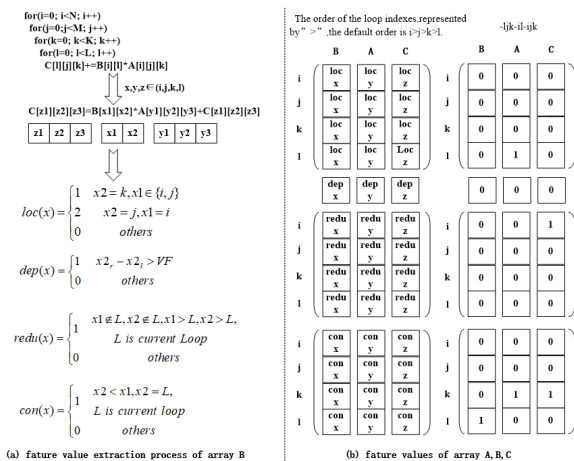 for(i=0; i<N; i++)
for(j=0;j<M; j++)
for(k=0; k<K; k++)
for(l=0; l<L; l++)
C[l][j][k]+=B[i][l]*A[i][j][k]
x,y,z∈(i,j,k,l)
C[z1][z2][z3]=B[x1][x2]*A[y1][y2][y3]+C[z1][z2][z3]
z1 z2 z3 x1 x2 y1 y2 y3
loc(x)={1 x2=k,x1∈{i,j}
2 x2=j,x1=i
0 others
dep(x)={1 x2r−x2l>VF
0 others
redu(x)={1 x1∉L,x2∉L,x1>L,x2>L,
L is current Loop
0 others
con(x)={1 x2<x1,x2=L,
L is current loop
0 others
(a) fature value extraction process of array B
The order of the loop indexes,represented
by”>”,the default order is i>j>k>l.
-ljk-il-ijk
B A C
i loc x loc y loc z
j loc x loc y loc z
k loc x loc y loc z
l loc x loc y Loc z
dep x dep y dep z
i redu x redu y redu z
j redu x redu y redu z
k redu x redu y redu z
l redu x redu y redu z
i con x con y con z
j con x con y con z
k con x con y con z
l con x con y con z
B A C
i 0 0 0
j 0 0 0
k 0 0 0
l 0 1 0
0 0 0
i 0 0 1
j 0 0 0
k 0 0 0
l 0 0 0
i 0 0 0
j 0 0 0
k 0 1 1
l 1 0 0
(b) fature values of array A,B,C